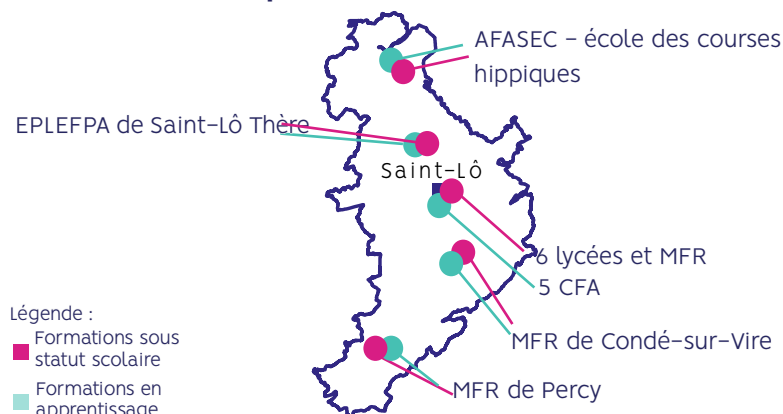 AFASEC – école des courses
hippiques
EPLEFPA de Saint-Lô Thère
Saint-Lô
6 lycées et MFR
5 CFA
MFR de Condé-sur-Vire
MFR de Percy
Légende :
Formations sous
statut scolaire
Formations en
apprentissage